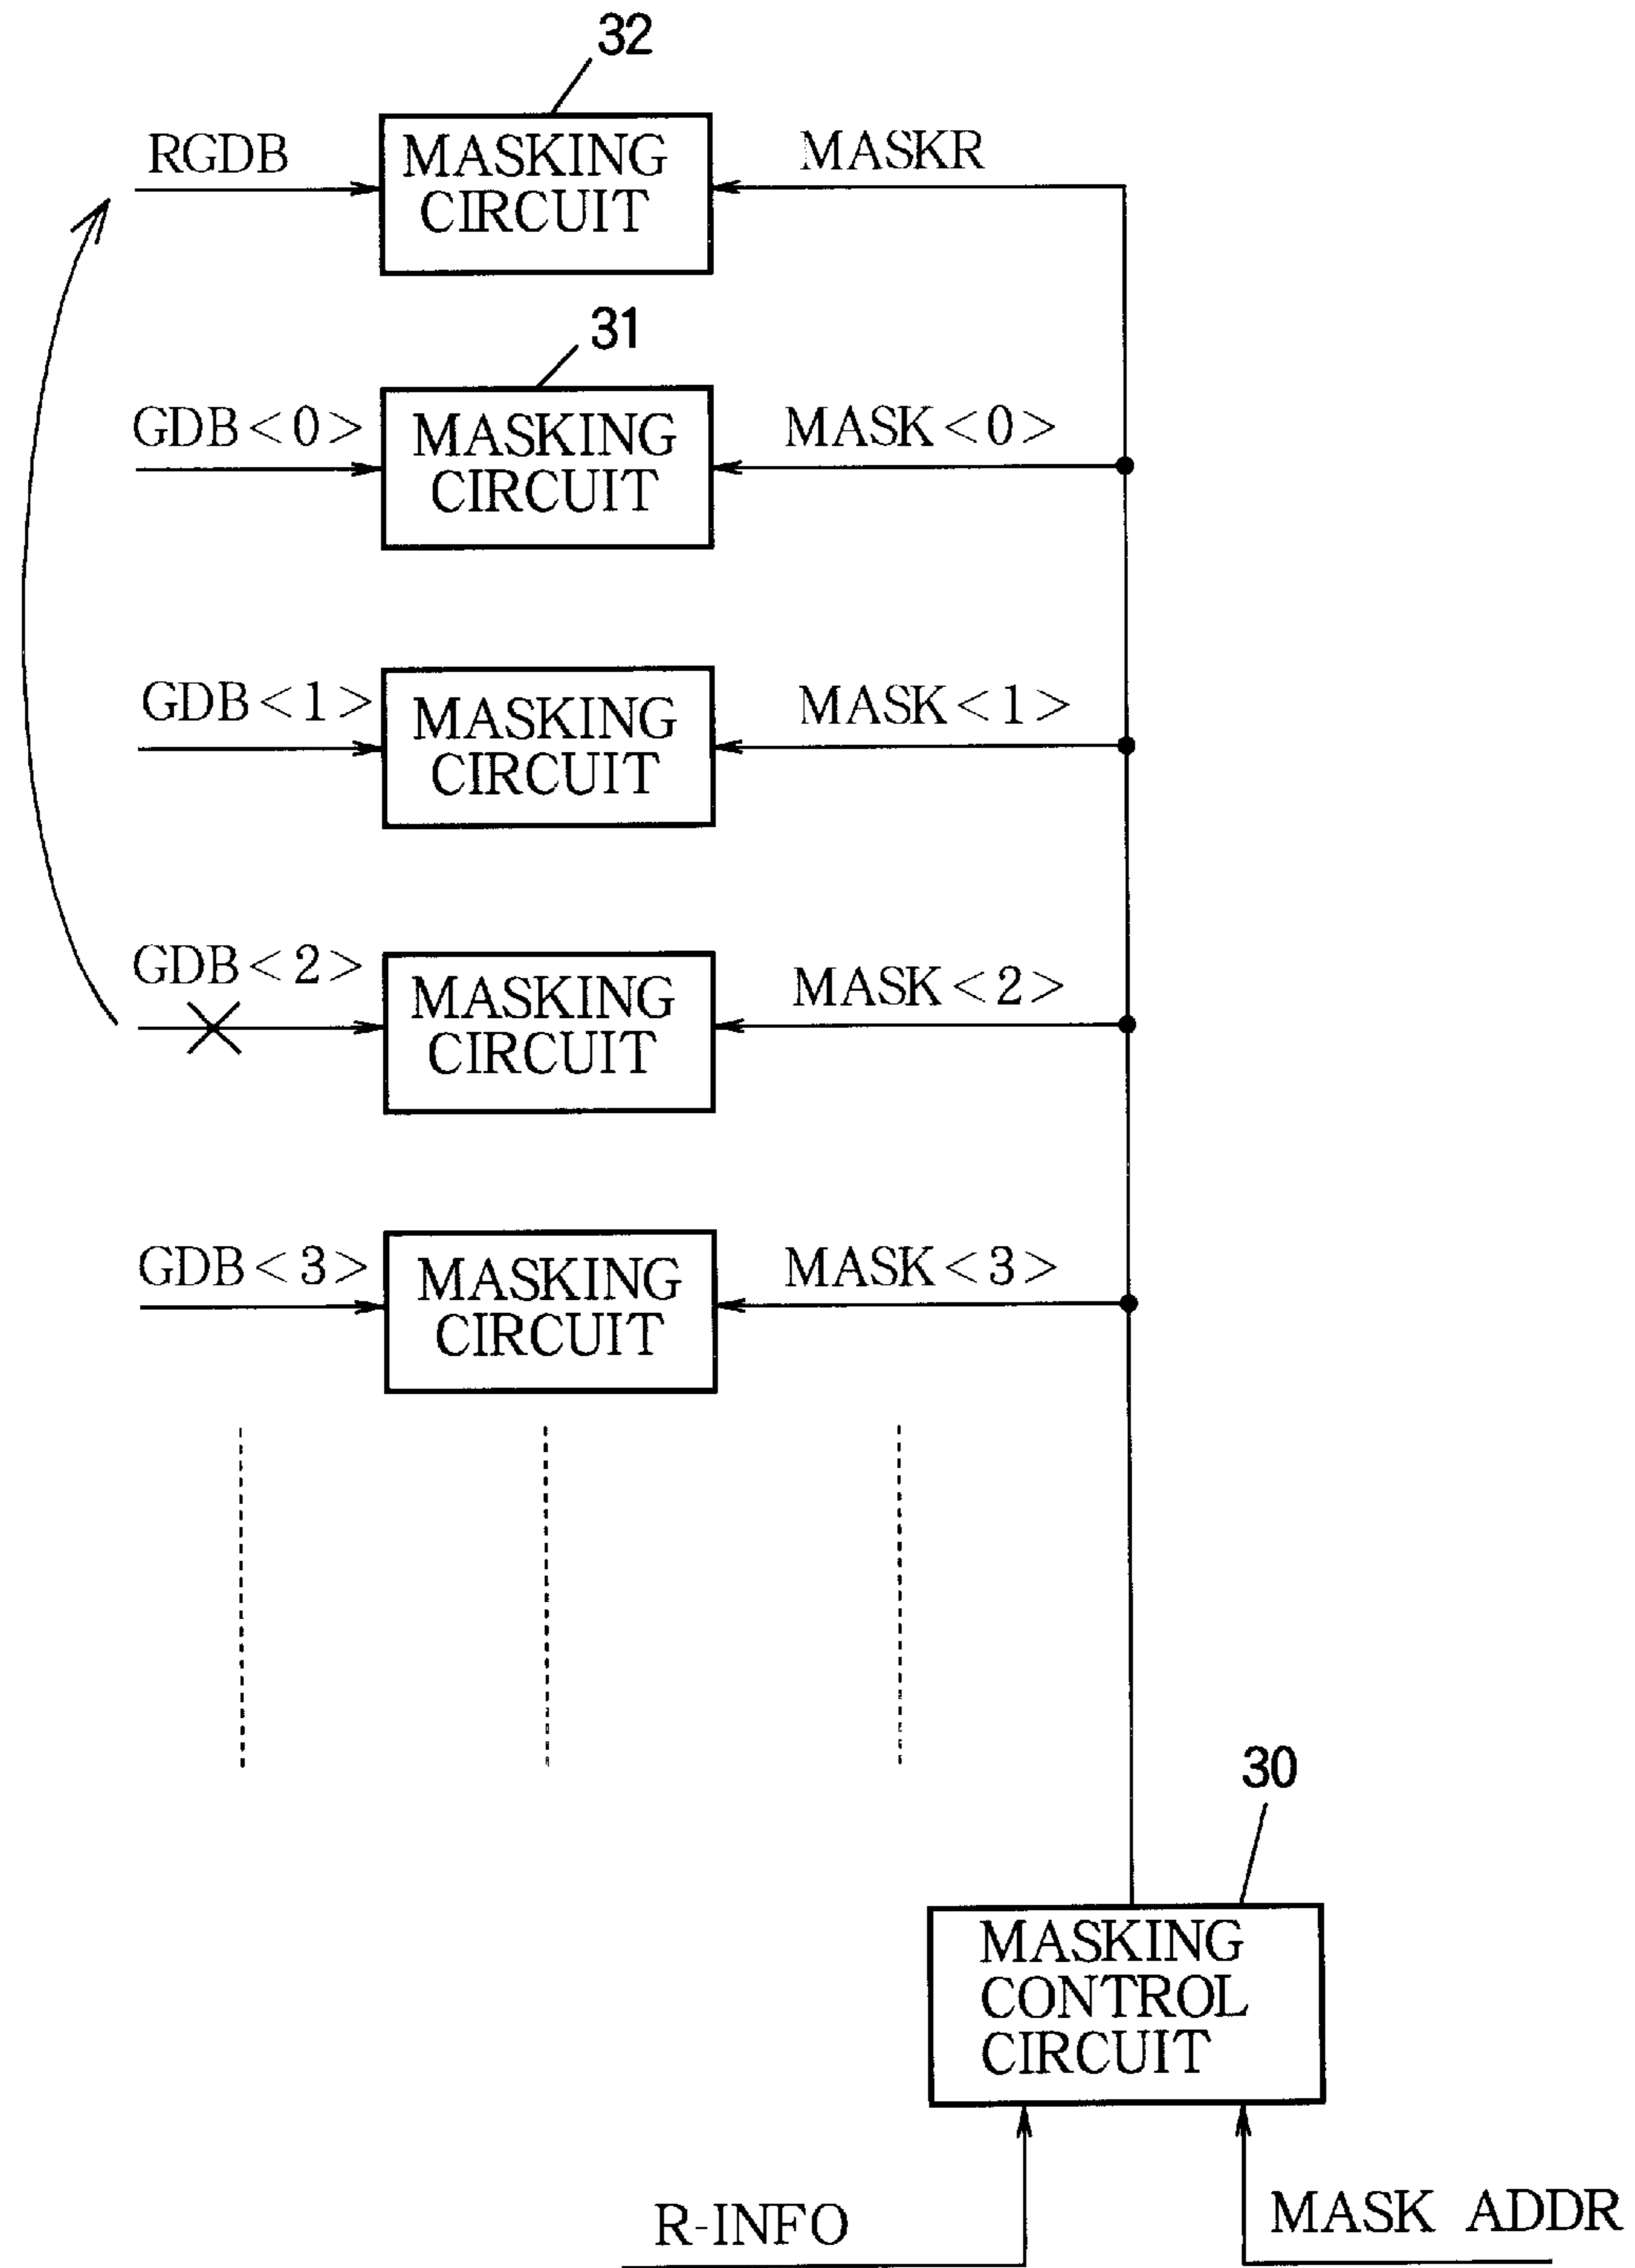 32
RGDB
MASKING
CIRCUIT
MASKR
31
GDB<0>
MASKING
CIRCUIT
MASK<0>
GDB<1>
MASKING
CIRCUIT
MASK<1>
GDB<2>
MASKING
CIRCUIT
MASK<2>
GDB<3>
MASKING
CIRCUIT
MASK<3>
30
MASKING
CONTROL
CIRCUIT
R-INFO
MASK ADDR